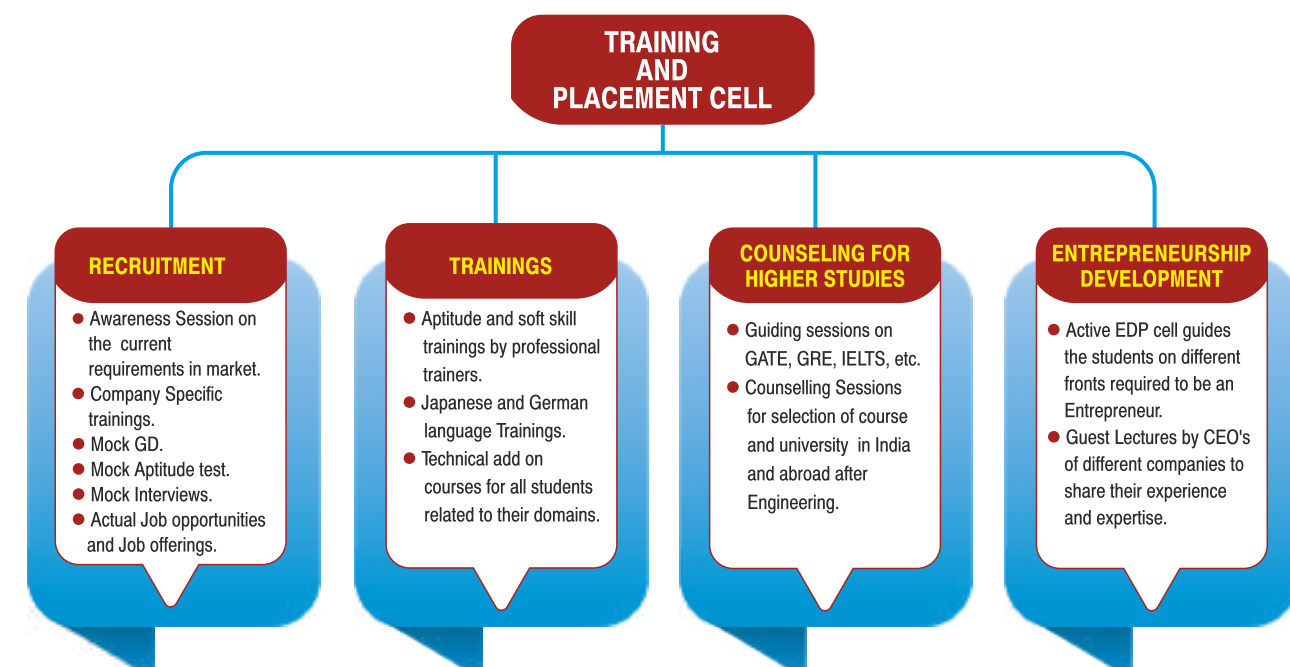 TRAINING
AND
PLACEMENT CELL
RECRUITMENT
Awareness Session on
the current
requirements in market.
Company Specific
trainings.
Mock GD.
Mock Aptitude test.
Mock Interviews.
Actual Job opportunities
and Job offerings.
TRAININGS
Aptitude and soft skill
trainings by professional
trainers.
Japanese and German
language Trainings.
Technical add on
courses for all students
related to their domains.
COUNSELING FOR
HIGHER STUDIES
Guiding sessions on
GATE, GRE, IELTS, etc.
Counselling Sessions
for selection of course
and university in India
and abroad after
Engineering.
ENTREPRENEURSHIP
DEVELOPMENT
Active EDP cell guides
the students on different
fronts required to be an
Entrepreneur.
Guest Lectures by CEO's
of different companies to
share their experience
and expertise.